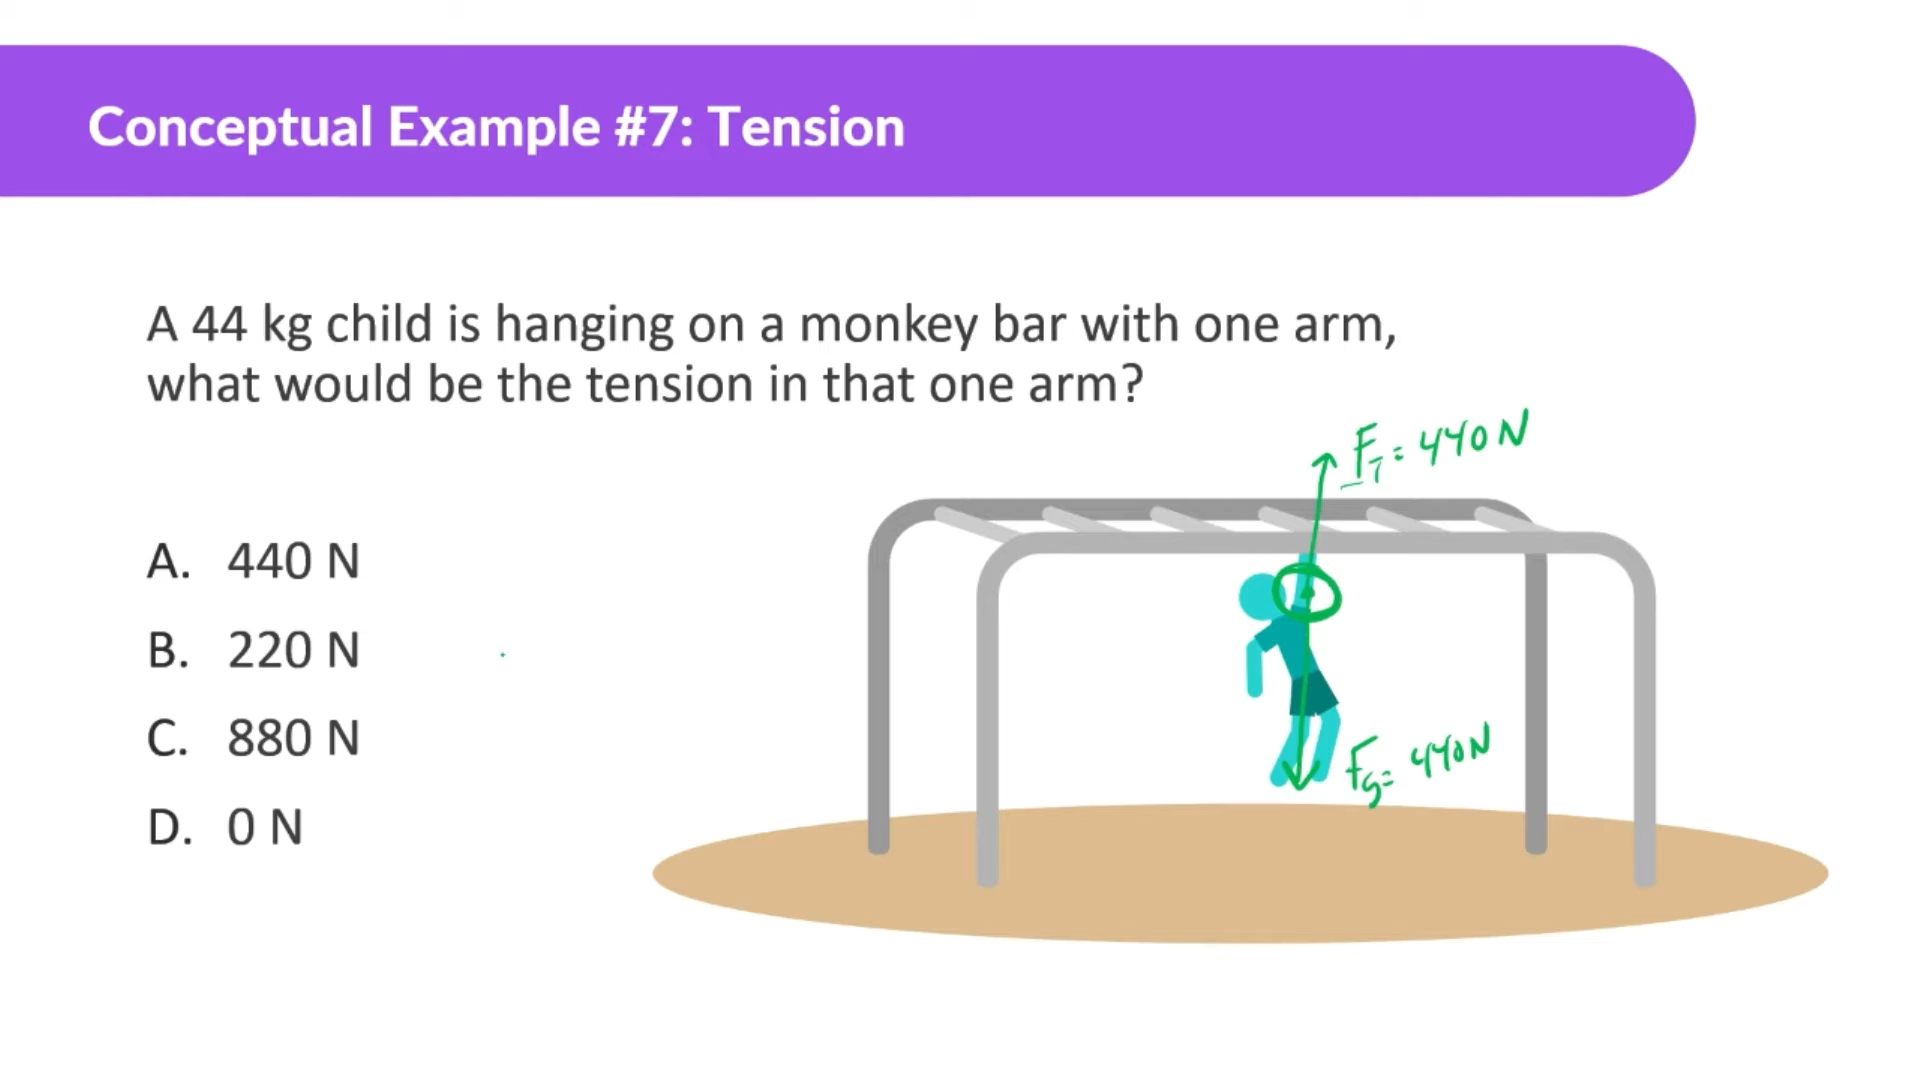 Conceptual Example #7: Tension
A 44 kg child is hanging on a monkey bar with one arm,
what would be the tension in that one arm?
F_T = 440 N
A. 440 N
B. 220 N
C. 880 N
D. 0 N
F_g = 440N